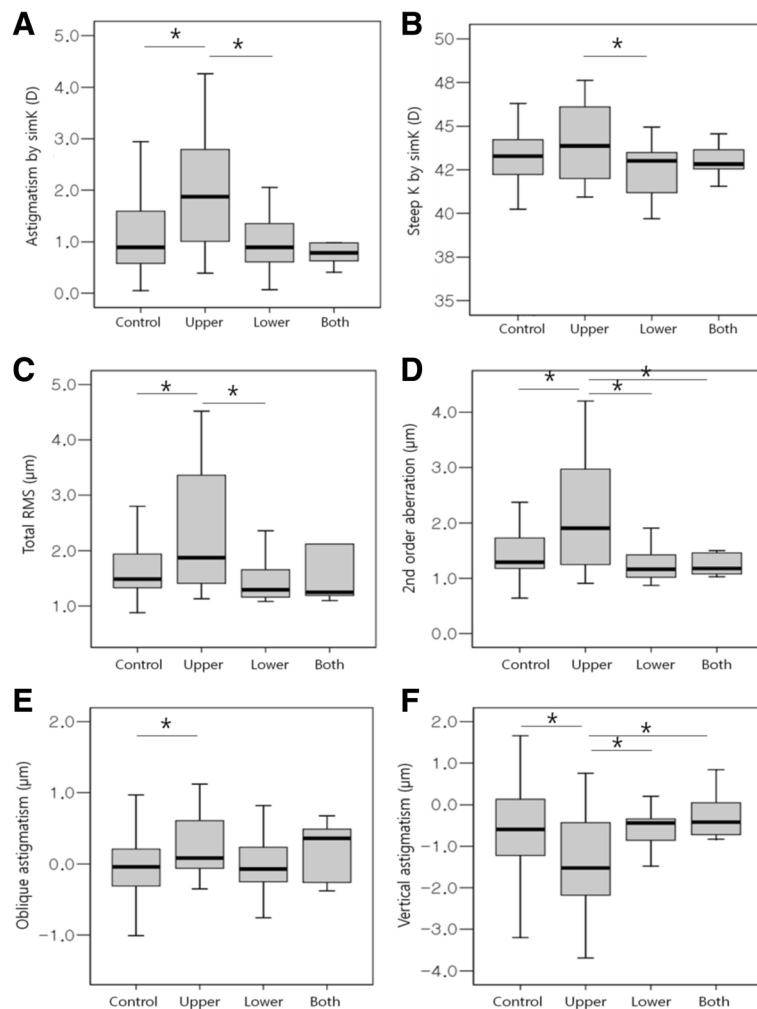 A
Astigmatism by simK (D)
5.0
4.0
3.0
2.0
1.0
0.0
* *
Control Upper Lower Both
B
Steep K by simK (D)
50
48
45
42
40
38
35
*
Control Upper Lower Both
C
Total RMS (μm)
5.0
4.0
3.0
2.0
1.0
* *
Control Upper Lower Both
D
2nd order aberration (μm)
4.0
3.0
2.0
1.0
0.0
* * *
Control Upper Lower Both
E
Oblique astigmatism (μm)
2.0
1.0
0.0
−1.0
*
Control Upper Lower Both
F
Vertical astigmatism (μm)
2.0
1.0
0.0
−1.0
−2.0
−3.0
−4.0
* * *
Control Upper Lower Both